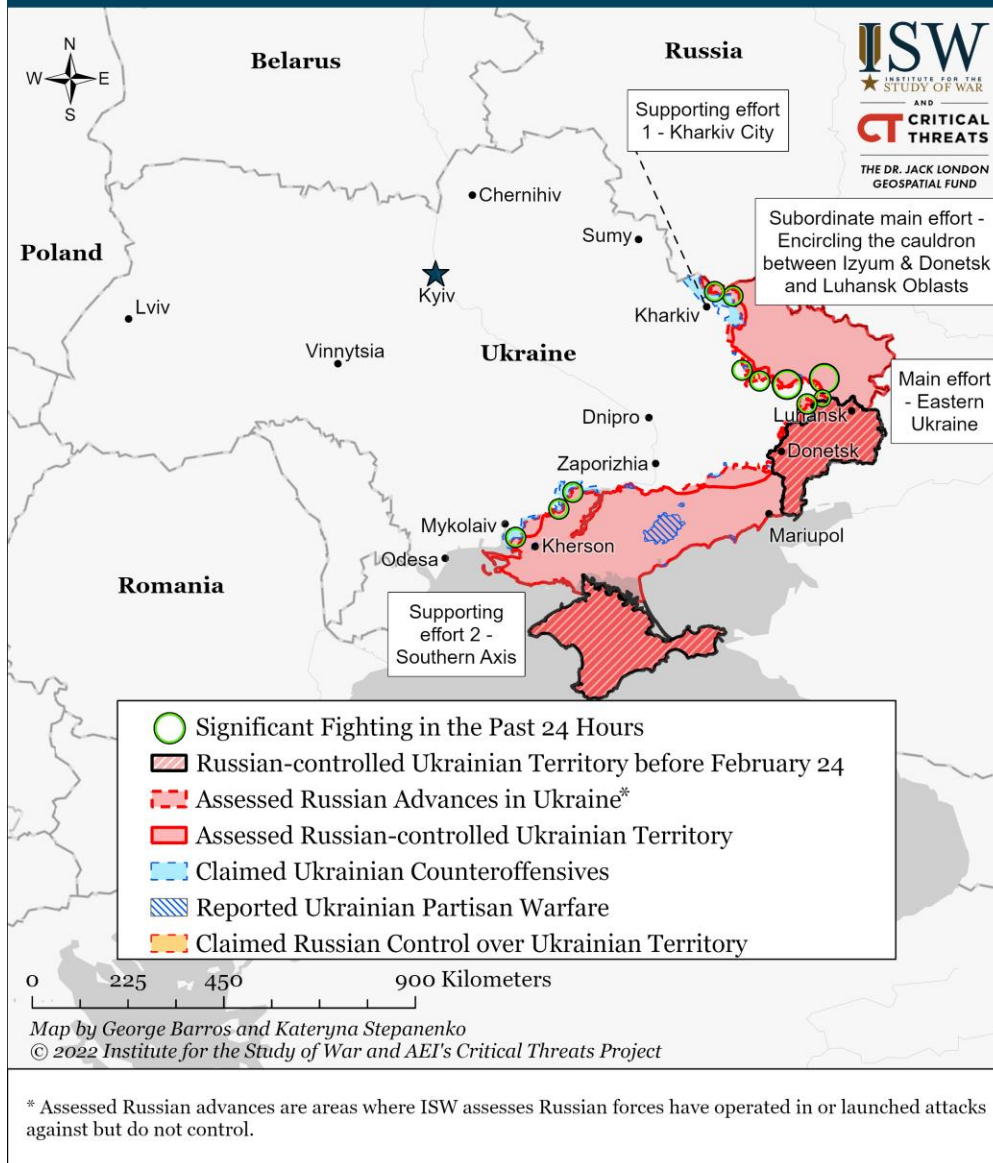 N
W E
S
Belarus
Russia
ISW
INSTITUTE FOR THE
STUDY OF WAR
AND
CT CRITICAL
THREATS
THE DR. JACK LONDON
GEOSPATIAL FUND
Supporting effort
1 - Kharkiv City
Chernihiv
Subordinate main effort -
Encircling the cauldron
between Izyum & Donetsk
and Luhansk Oblasts
Sumy
Poland
Kyiv
Lviv
Kharkiv
Vinnytsia
Ukraine
Main effort
- Eastern
Ukraine
Dnipro
Luhansk
Donetsk
Zaporizhia
Mykolaiv
Kherson
Mariupol
Odesa
Romania
Supporting
effort 2 -
Southern Axis
Significant Fighting in the Past 24 Hours
Russian-controlled Ukrainian Territory before February 24
Assessed Russian Advances in Ukraine*
Assessed Russian-controlled Ukrainian Territory
Claimed Ukrainian Counteroffensives
Reported Ukrainian Partisan Warfare
Claimed Russian Control over Ukrainian Territory
0 225 450 900 Kilometers
Map by George Barros and Kateryna Stepanenko
© 2022 Institute for the Study of War and AEI's Critical Threats Project
* Assessed Russian advances are areas where ISW assesses Russian forces have operated in or launched attacks
against but do not control.